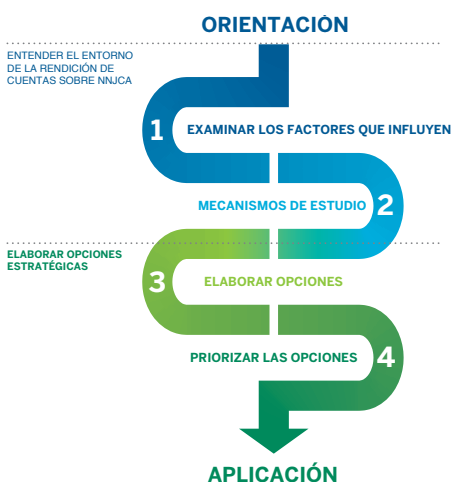 ORIENTACIÓN
ENTENDER EL ENTORNO
DE LA RENDICIÓN DE
CUENTAS SOBRE NNJCA
1 EXAMINAR LOS FACTORES QUE INFLUYEN
MECANISMOS DE ESTUDIO 2
ELABORAR OPCIONES
ESTRATÉGICAS
3 ELABORAR OPCIONES
PRIORIZAR LAS OPCIONES 4
APLICACIÓN